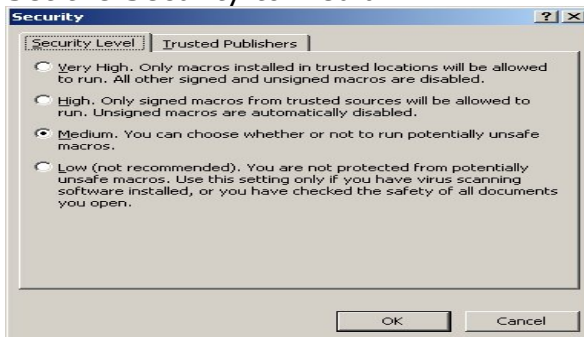 Security
Security Level Trusted Publishers
Very High. Only macros installed in trusted locations will be allowed
to run. All other signed and unsigned macros are disabled.
High. Only signed macros from trusted sources will be allowed to
run. Unsigned macros are automatically disabled.
Medium. You can choose whether or not to run potentially unsafe
macros.
Low (not recommended). You are not protected from potentially
unsafe macros. Use this setting only if you have virus scanning
software installed, or you have checked the safety of all documents
you open.
OK Cancel